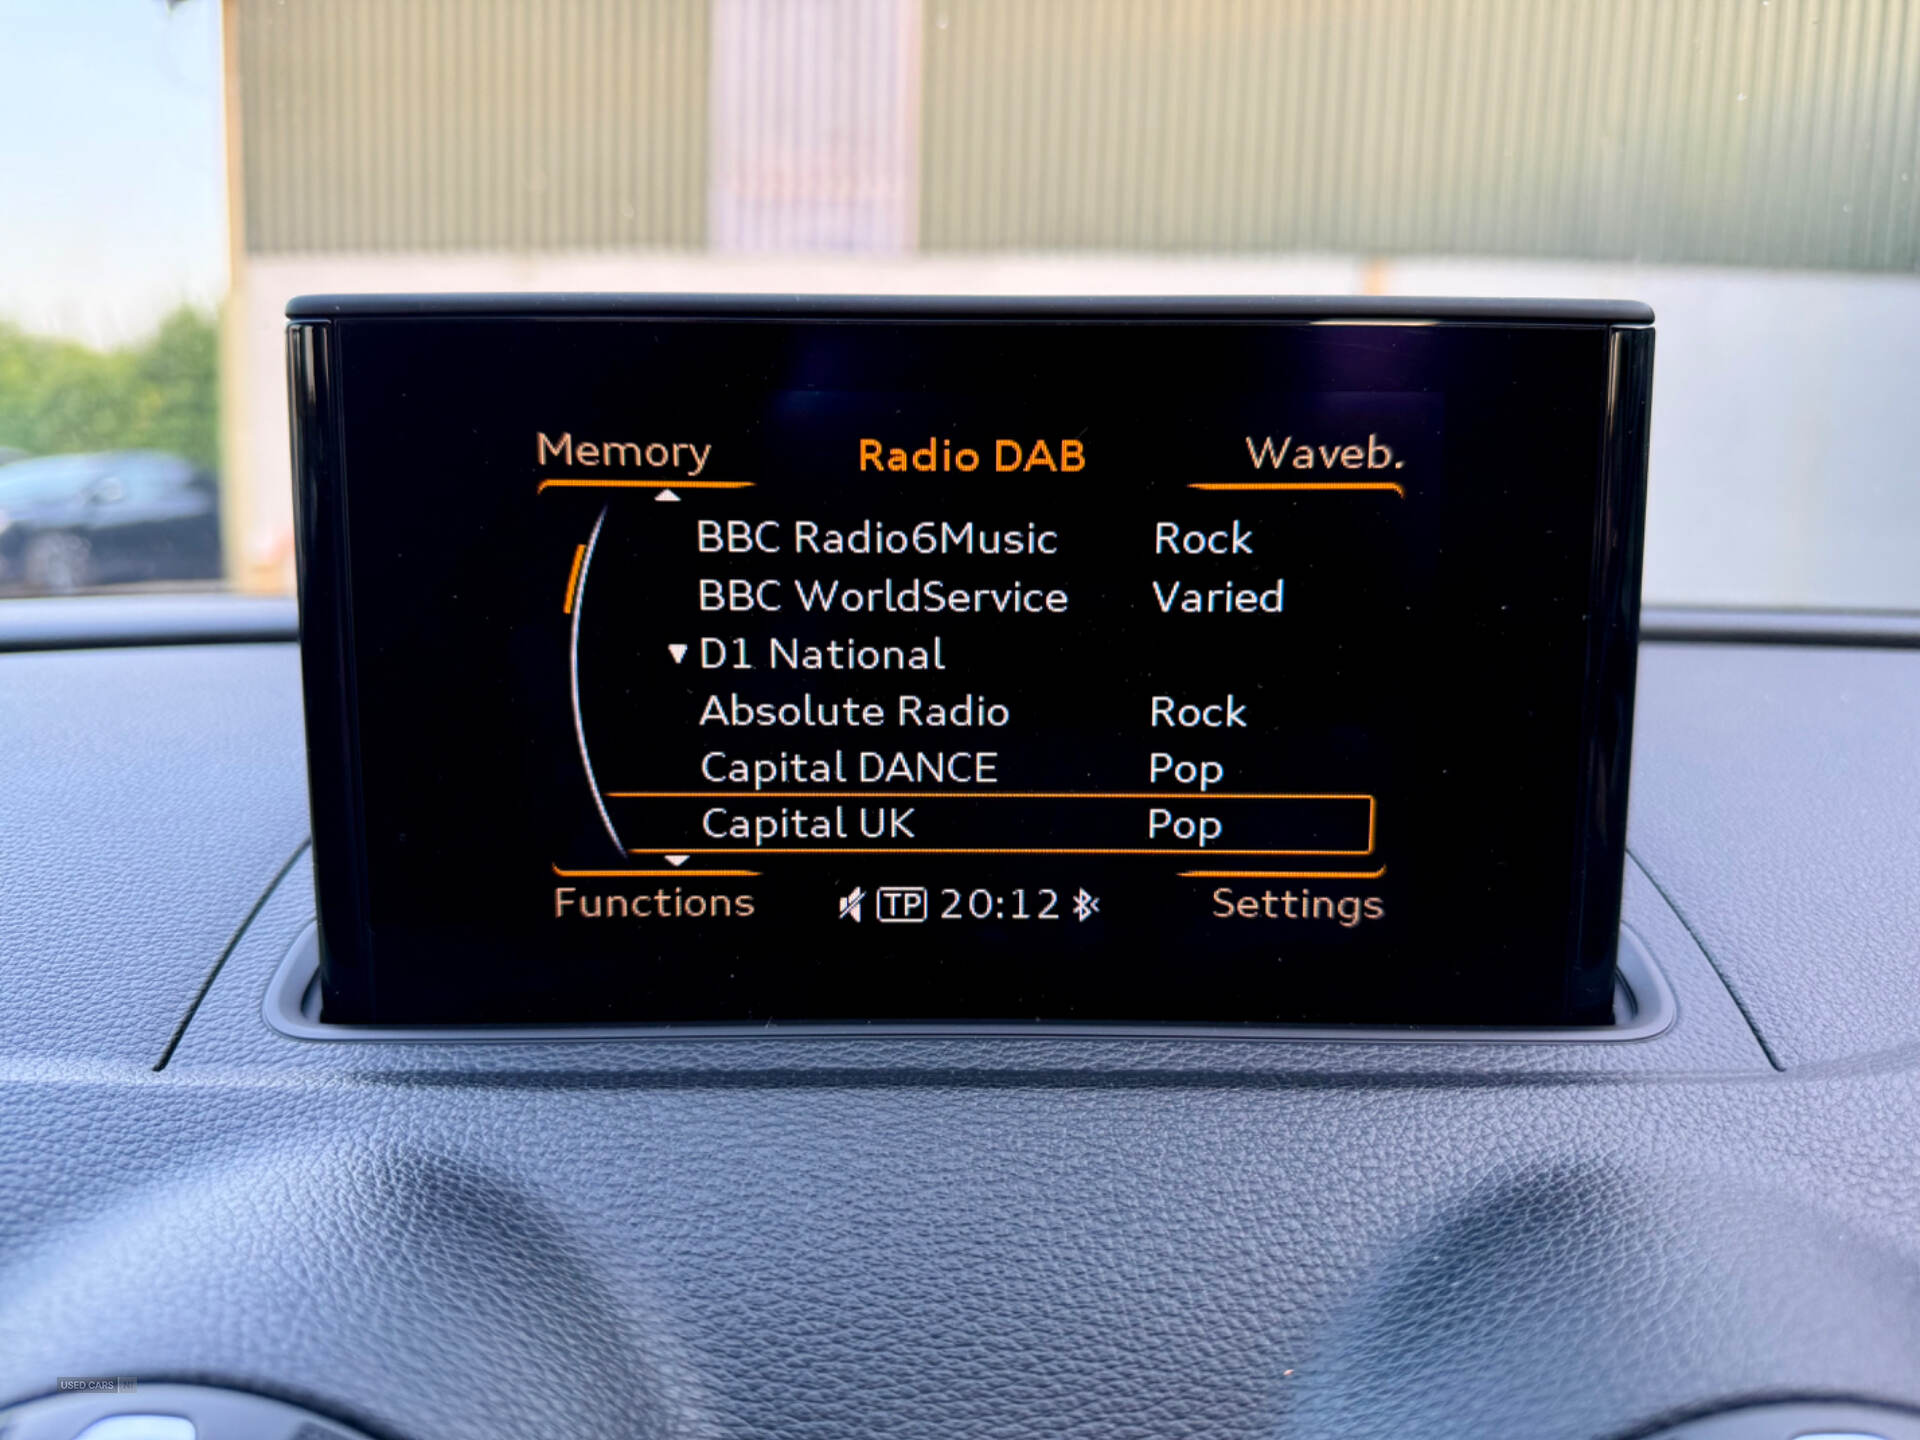 Memory Radio DAB Waveb.
BBC Radio6Music Rock
BBC WorldService Varied
D1 National
Absolute Radio Rock
Capital DANCE Pop
Capital UK Pop
Functions TP 20:12 Settings
USED CARS NI